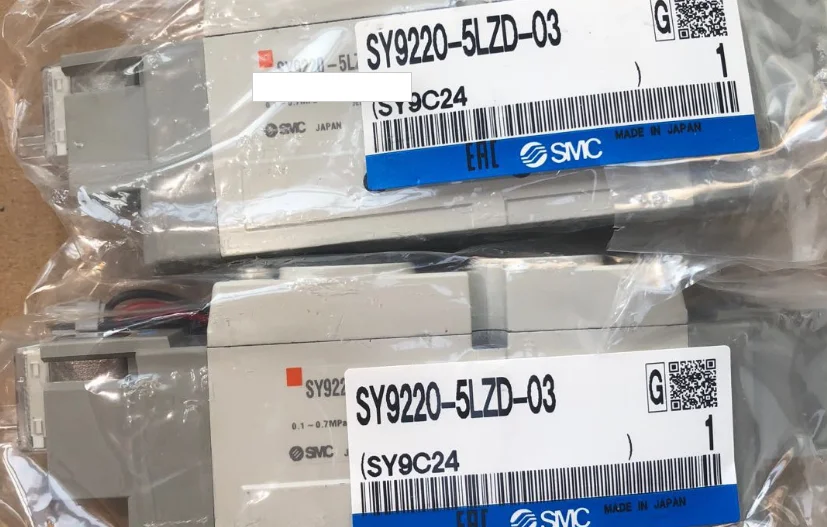 SY9220-5LZD-03
G
1
(SY9C24
)
MADE IN JAPAN
EAC SMC
SMC JAPAN
SY922
0.1-0.7MPa
SMC
SY9220-5LZD-03
G
1
(SY9C24
)
MADE IN JAPAN
EAC SMC